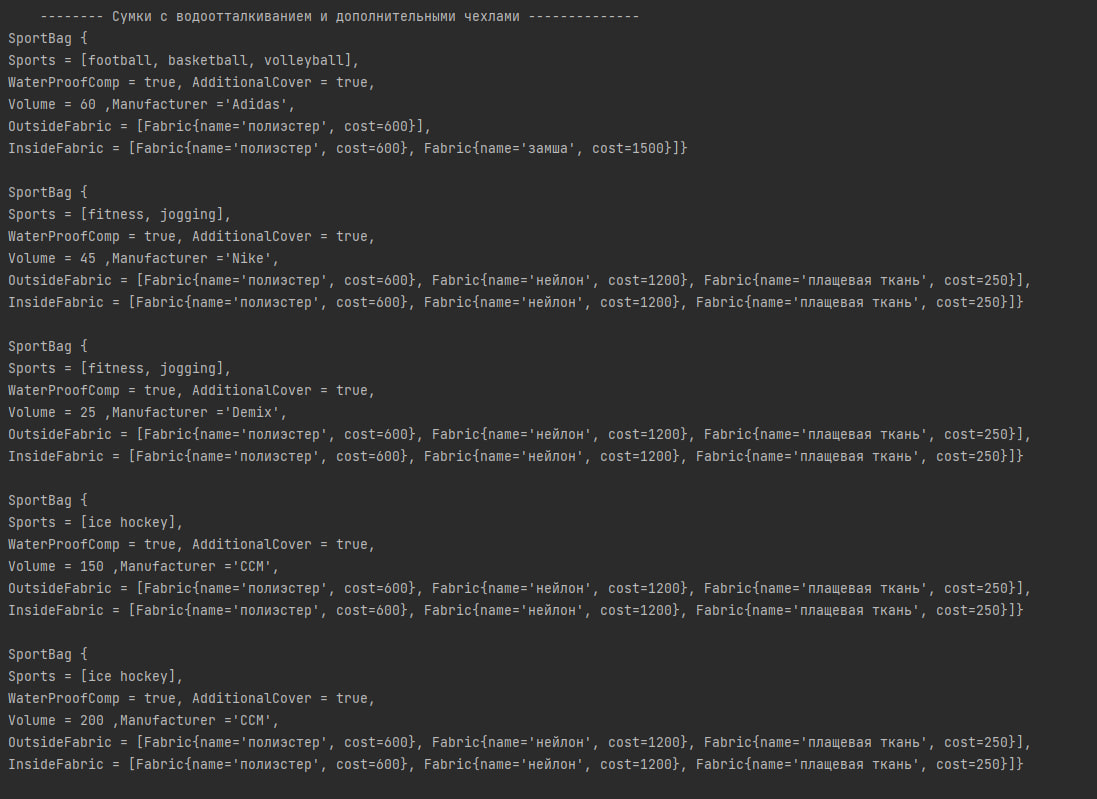 -------- Сумки с водоотталкиванием и дополнительными чехлами --------------
SportBag {
Sports = [football, basketball, volleyball],
WaterProofComp = true, AdditionalCover = true,
Volume = 60 ,Manufacturer ='Adidas',
OutsideFabric = [Fabric{name='полиэстер', cost=600}],
InsideFabric = [Fabric{name='полиэстер', cost=600}, Fabric{name='замша', cost=1500}]}
SportBag {
Sports = [fitness, jogging],
WaterProofComp = true, AdditionalCover = true,
Volume = 45 ,Manufacturer ='Nike',
OutsideFabric = [Fabric{name='полиэстер', cost=600}, Fabric{name='нейлон', cost=1200}, Fabric{name='плащевая ткань', cost=250}],
InsideFabric = [Fabric{name='полиэстер', cost=600}, Fabric{name='нейлон', cost=1200}, Fabric{name='плащевая ткань', cost=250}]}
SportBag {
Sports = [fitness, jogging],
WaterProofComp = true, AdditionalCover = true,
Volume = 25 ,Manufacturer ='Demix',
OutsideFabric = [Fabric{name='полиэстер', cost=600}, Fabric{name='нейлон', cost=1200}, Fabric{name='плащевая ткань', cost=250}],
InsideFabric = [Fabric{name='полиэстер', cost=600}, Fabric{name='нейлон', cost=1200}, Fabric{name='плащевая ткань', cost=250}]}
SportBag {
Sports = [ice hockey],
WaterProofComp = true, AdditionalCover = true,
Volume = 150 ,Manufacturer ='CCM',
OutsideFabric = [Fabric{name='полиэстер', cost=600}, Fabric{name='нейлон', cost=1200}, Fabric{name='плащевая ткань', cost=250}],
InsideFabric = [Fabric{name='полиэстер', cost=600}, Fabric{name='нейлон', cost=1200}, Fabric{name='плащевая ткань', cost=250}]}
SportBag {
Sports = [ice hockey],
WaterProofComp = true, AdditionalCover = true,
Volume = 200 ,Manufacturer ='CCM',
OutsideFabric = [Fabric{name='полиэстер', cost=600}, Fabric{name='нейлон', cost=1200}, Fabric{name='плащевая ткань', cost=250}],
InsideFabric = [Fabric{name='полиэстер', cost=600}, Fabric{name='нейлон', cost=1200}, Fabric{name='плащевая ткань', cost=250}]}